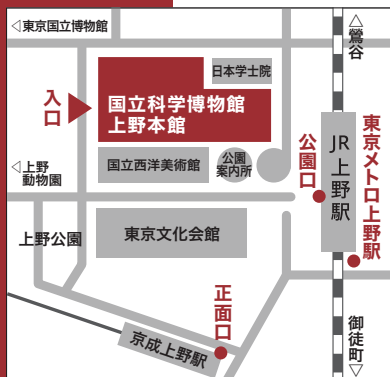 ◁東京国立博物館
△鶯谷
日本学士院
入口
国立科学博物館
上野本館
東京メトロ上野駅
JR上野駅
公園口
◁上野
動物園
国立西洋美術館
公園
案内所
上野公園
東京文化会館
正面口
京成上野駅
御徒町▽